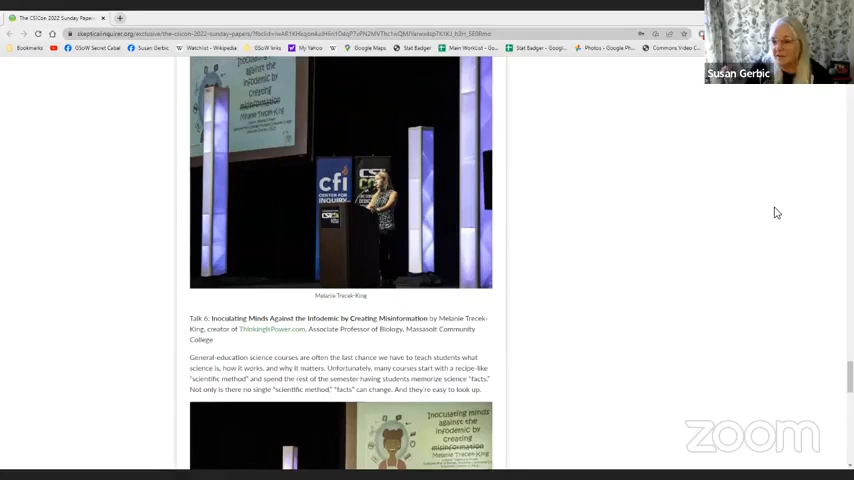 The CSICon 2022 Sunday Papers
skepticalinquirer.org/exclusive/the-csicon-2022-sunday-papers/
Bookmarks
GSoW Secret Cabal
Susan Gerbic
Watchlist - Wikipedia
GSoW Library
My Yahoo
Google Maps
Stat Badger
Main WorkList - Go...
Stat Badger - Goog...
Photos - Google Ph...
Commons Video C...
Susan Gerbic
Inoculating minds
against the
infodemic by
creating
misinformation
Melanie Trecek-King
cfi
CENTER FOR
INQUIRY
Melanie Trecek-King
Talk 6: Inoculating Minds Against the Infodemic by Creating Misinformation by Melanie Trecek-
King, creator of ThinkingIsPower.com, Associate Professor of Biology, Massasoit Community
College
General-education science courses are often the last chance we have to teach students what
science is, how it works, and why it matters. Unfortunately, many courses start with a recipe-like
"scientific method" and spend the rest of the semester having students memorize science "facts."
Not only is there no single "scientific method," "facts" can change. And they're easy to look up.
Inoculating minds
against the
infodemic by
creating
misinformation
Melanie Trecek-King
zoom